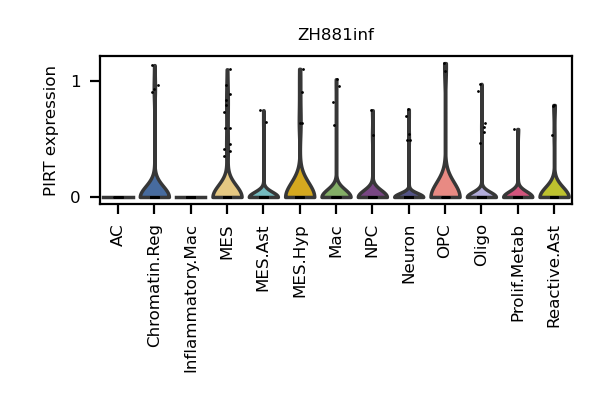 ZH881inf
PIRT expression
1
0
AC
Chromatin.Reg
Inflammatory.Mac
MES
MES.Ast
MES.Hyp
Mac
NPC
Neuron
OPC
Oligo
Prolif.Metab
Reactive.Ast